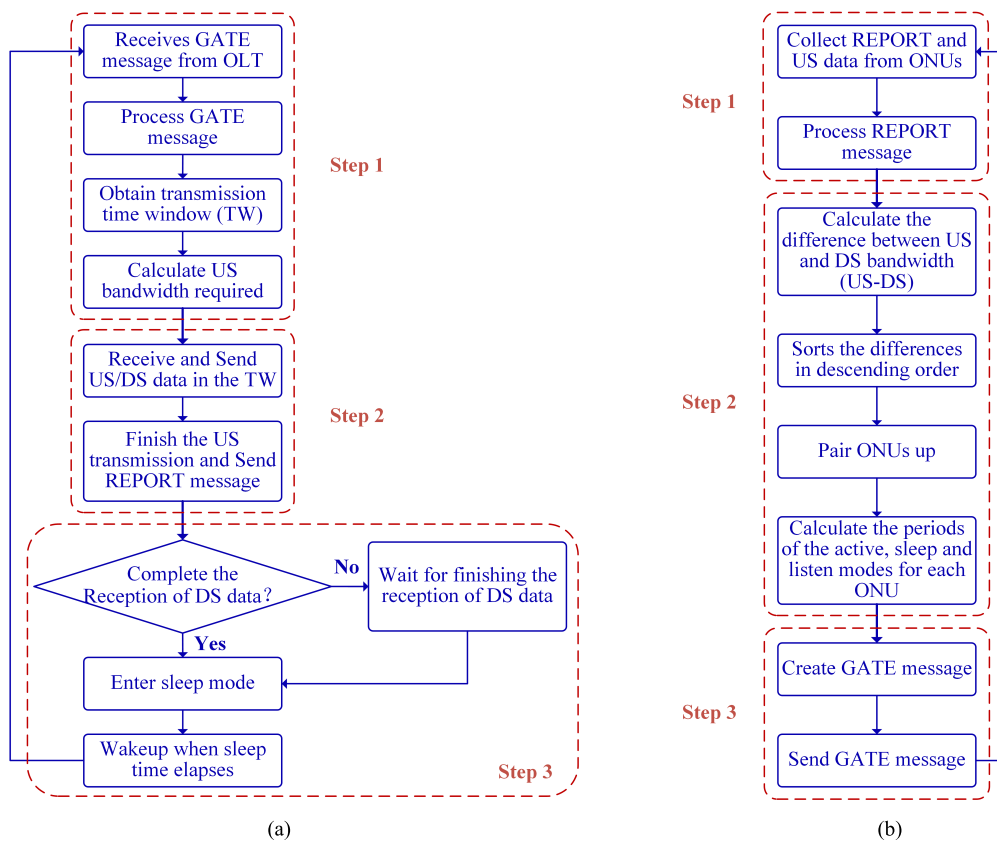 Receives GATE
message from OLT
Process GATE
message
Step 1
Obtain transmission
time window (TW)
Calculate US
bandwidth required
Receive and Send
US/DS data in the TW
Step 2
Finish the US
transmission and Send
REPORT message
Complete the
Reception of DS data?
No
Wait for finishing the
reception of DS data
Yes
Enter sleep mode
Wakeup when sleep
time elapses
Step 3
(a)
Collect REPORT and
US data from ONUs
Step 1
Process REPORT
message
Calculate the
difference between US
and DS bandwidth
(US-DS)
Sorts the differences
in descending order
Step 2
Pair ONUs up
Calculate the periods
of the active, sleep and
listen modes for each
ONU
Create GATE message
Step 3
Send GATE message
(b)